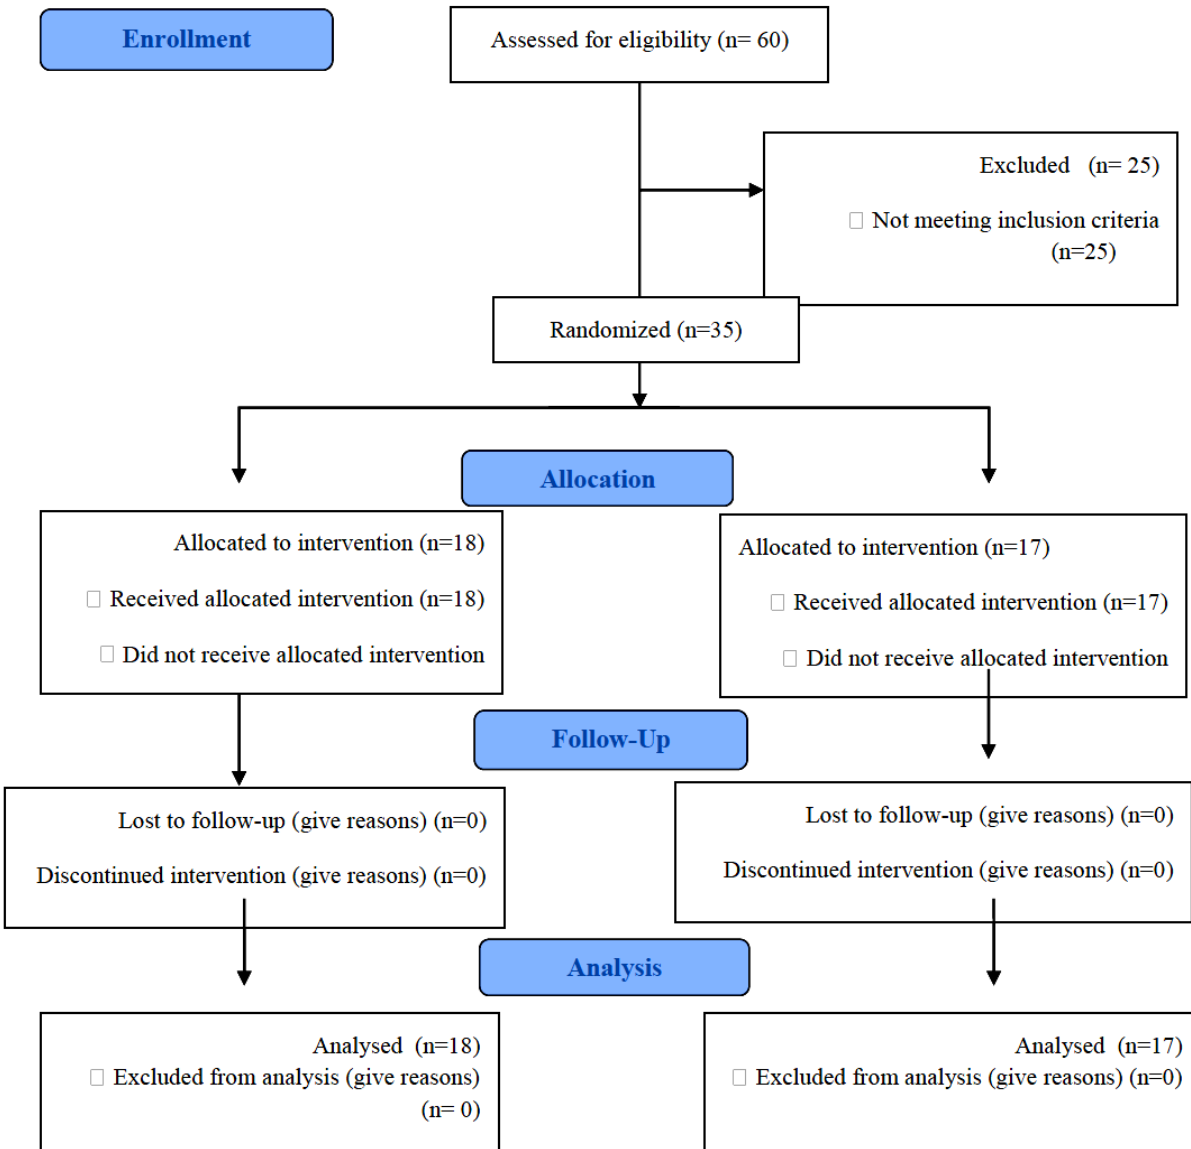 Enrollment
Assessed for eligibility (n= 60)
Excluded (n= 25)
□ Not meeting inclusion criteria
(n=25)
Randomized (n=35)
Allocation
Allocated to intervention (n=18)
□ Received allocated intervention (n=18)
□ Did not receive allocated intervention
Allocated to intervention (n=17)
□ Received allocated intervention (n=17)
□ Did not receive allocated intervention
Follow-Up
Lost to follow-up (give reasons) (n=0)
Discontinued intervention (give reasons) (n=0)
Lost to follow-up (give reasons) (n=0)
Discontinued intervention (give reasons) (n=0)
Analysis
Analysed (n=18)
□ Excluded from analysis (give reasons)
(n= 0)
Analysed (n=17)
□ Excluded from analysis (give reasons) (n=0)